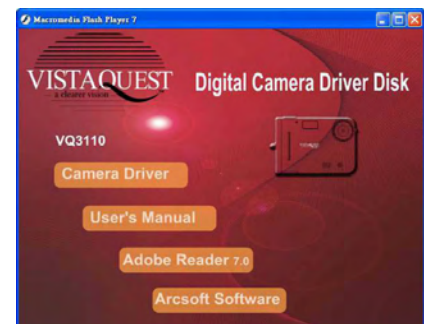 Macromedia Flash Player 7
VISTAQUEST
a clearer vision
Digital Camera Driver Disk
VQ3110
Camera Driver
User's Manual
Adobe Reader 7.0
Arcsoft Software